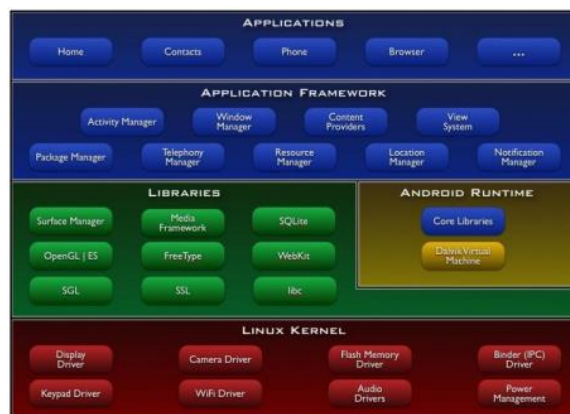 APPLICATIONS
Home Contacts Phone Browser ...
APPLICATION FRAMEWORK
Activity Manager Window Manager Content Providers View System
Package Manager Telephony Manager Resource Manager Location Manager Notification Manager
LIBRARIES
Surface Manager Media Framework SQLite
OpenGL | ES FreeType WebKit
SGL SSL libc
ANDROID RUNTIME
Core Libraries
Dalvik Virtual Machine
LINUX KERNEL
Display Driver Camera Driver Flash Memory Driver Binder (IPC) Driver
Keypad Driver WiFi Driver Audio Drivers Power Management